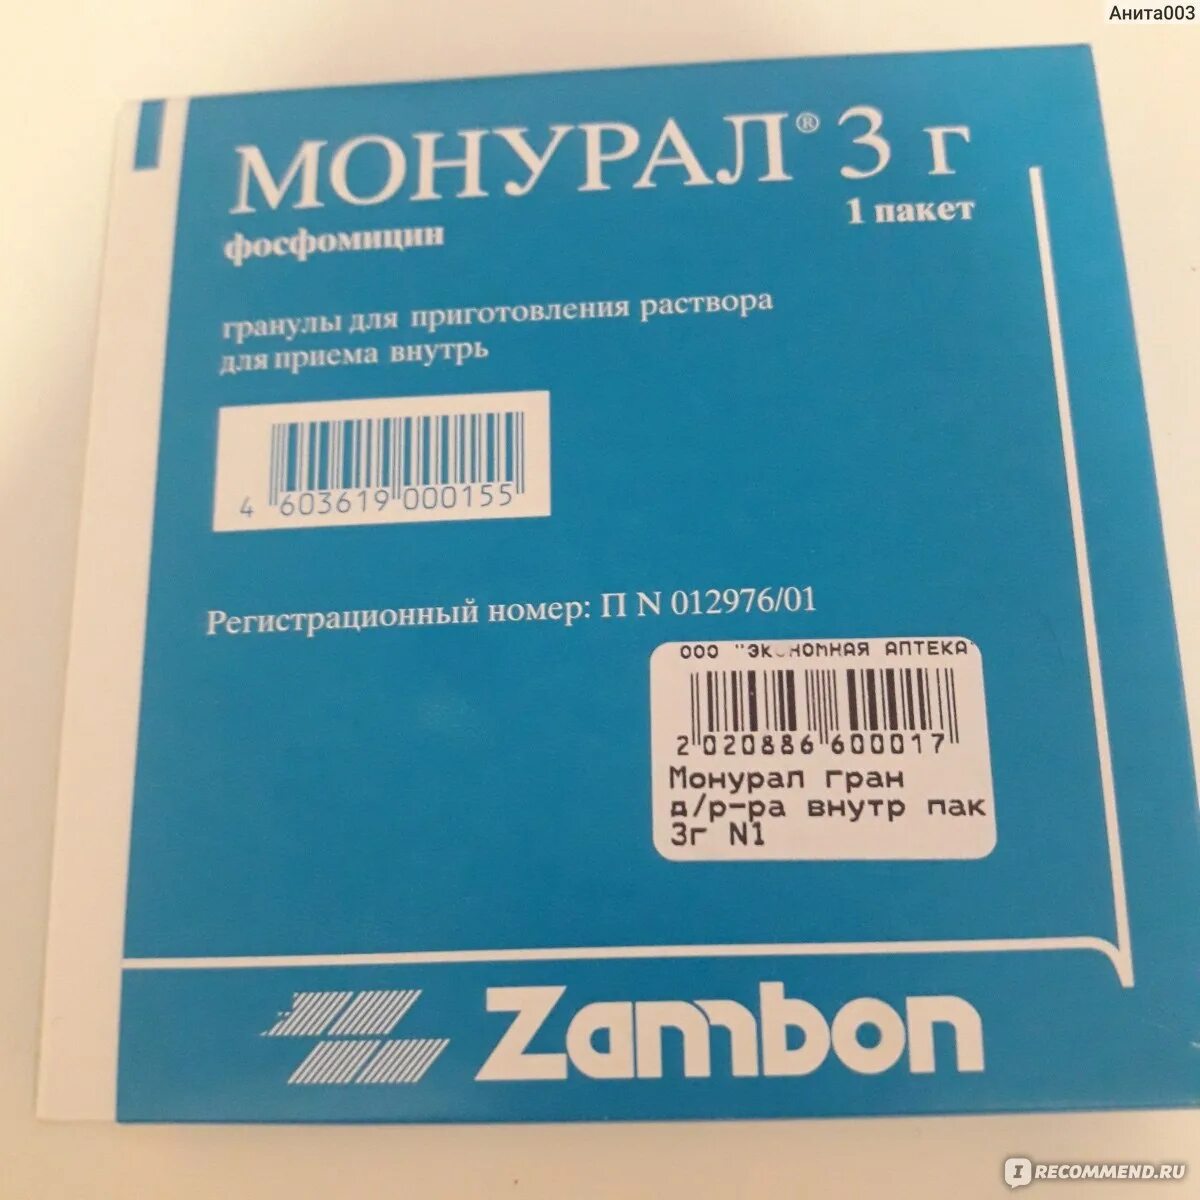 Анита003
МОНУРАЛ® 3 г
фосфомицин
1 пакет
гранулы для приготовления раствора
для приема внутрь
4 603619 000155
Регистрационный номер: П N 012976/01
ООО "ЭКОНОМНАЯ АПТЕКА"
2 020886 600017
Монурал гран
д/р-ра внутр пак
3г N1
Zambon
I RECOMMEND.RU